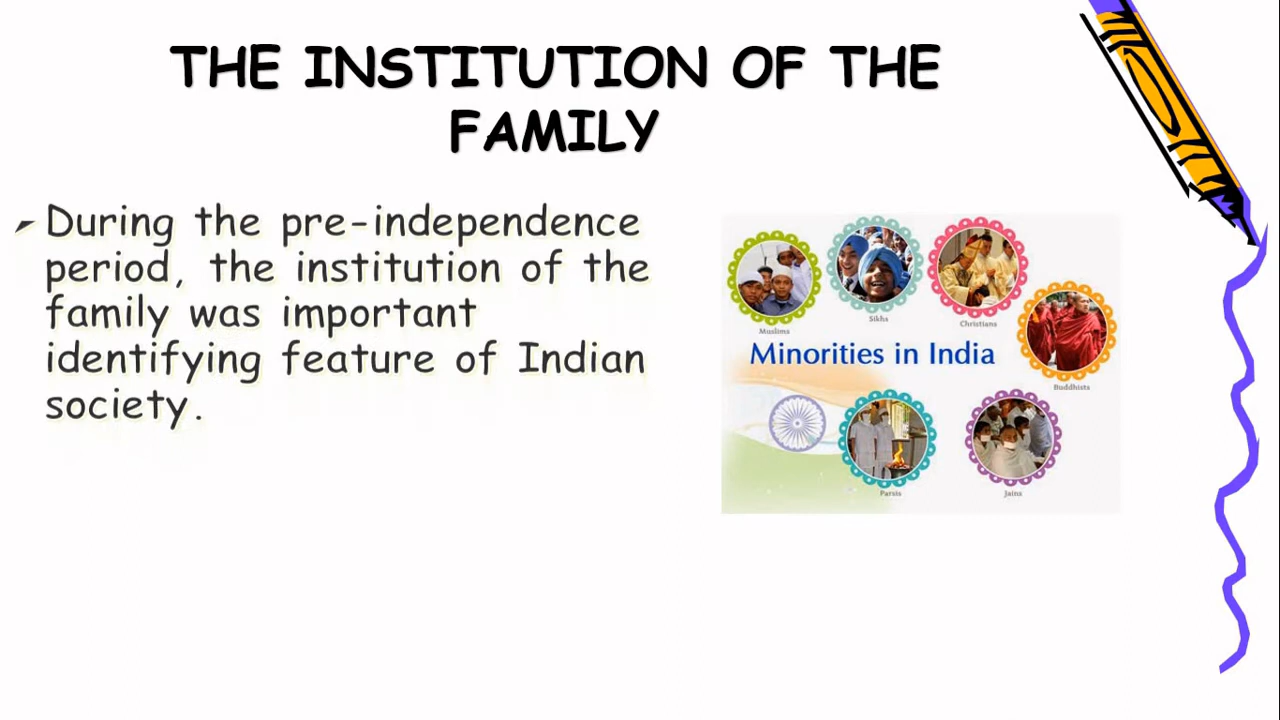 THE INSTITUTION OF THE
FAMILY
During the pre-independence
period, the institution of the
family was important
identifying feature of Indian
society.
Muslims
Sikhs
Christians
Minorities in India
Buddhists
Parsis
Jains